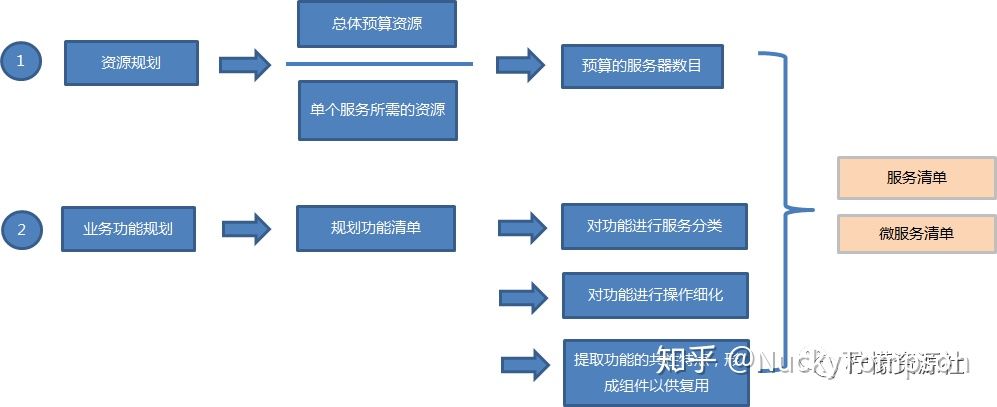 1
资源规划
总体预算资源
单个服务所需的资源
预算的服务器数目
2
业务功能规划
规划功能清单
对功能进行服务分类
对功能进行操作细化
提取功能的共性特点，形
成组件以供复用
服务清单
微服务清单
知乎 @NuckyThompson